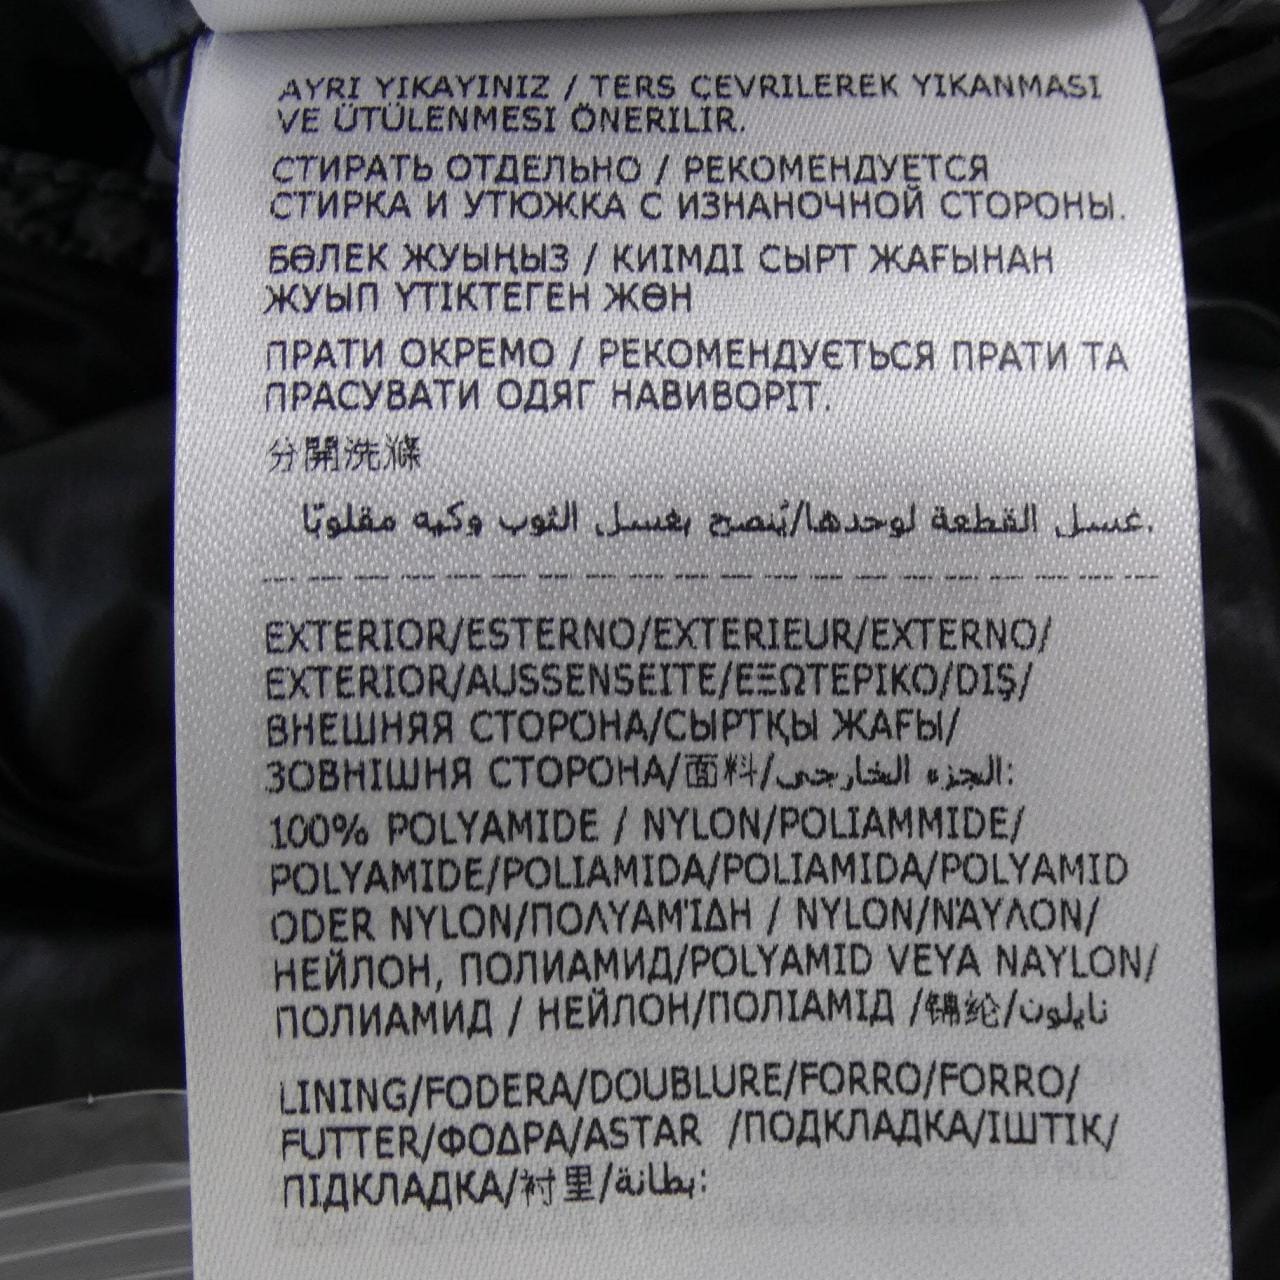 AYRI YIKAYINIZ / TERS ÇEVRILEREK YIKANMASI
VE ÜTÜLENMESI ÖNERILIR.
СТИРАТЬ ОТДЕЛЬНО / РЕКОМЕНДУЕТСЯ
СТИРКА И УТЮЖКА С ИЗНАНОЧНОЙ СТОРОНЫ.
БӨЛЕК ЖУЫҢЫЗ / КИІМДІ СЫРТ ЖАҒЫНАН
ЖУЫП ҮТІКТЕГЕН ЖӨН
ПРАТИ ОКРЕМО / РЕКОМЕНДУЄТЬСЯ ПРАТИ ТА
ПРАСУВАТИ ОДЯГ НАВИВОРІТ.
分開洗滌
غسل القطعة لوحدها/يُنصح بغسل الثوب وكيه مقلوبًا.
EXTERIOR/ESTERNO/EXTERIEUR/EXTERNO/
EXTERIOR/AUSSENSEITE/ΕΞΩΤΕΡΙΚΟ/DIŞ/
ВНЕШНЯЯ СТОРОНА/СЫРТҚЫ ЖАҒЫ/
ЗОВНІШНЯ СТОРОНА/面料/الجزء الخارجي:
100% POLYAMIDE / NYLON/POLIAMMIDE/
POLYAMIDE/POLIAMIDA/POLIAMIDA/POLYAMID
ODER NYLON/ΠΟΛΥΑΜ'ΙΔΗ / NYLON/Ν'ΑΥΛΟΝ/
НЕЙЛОН, ПОЛИАМИД/POLYAMID VEYA NAYLON/
ПОЛИАМИД / НЕЙЛОН/ПОЛІАМІД /锦纶/نايلون
LINING/FODERA/DOUBLURE/FORRO/FORRO/
FUTTER/ΦΟΔΡΑ/ASTAR /ПОДКЛАДКА/ІШТІК/
ПІДКЛАДКА/衬里/بطانة: